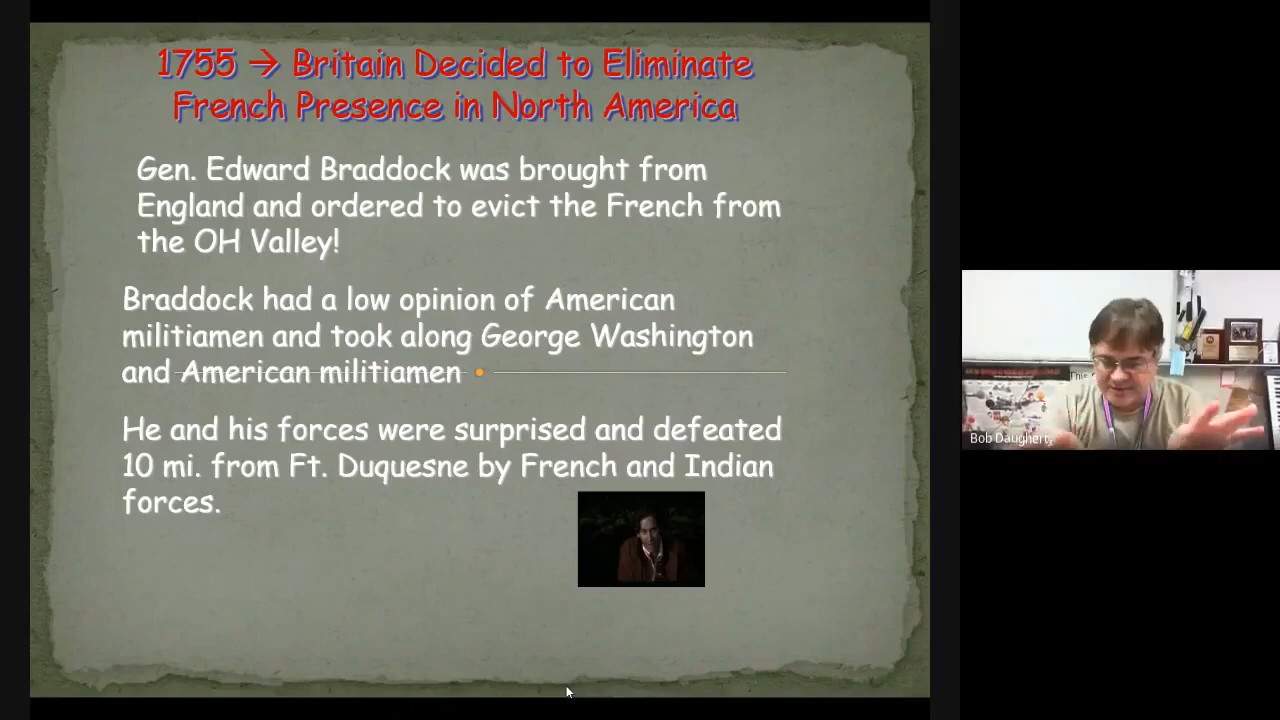 1755 → Britain Decided to Eliminate
French Presence in North America
Gen. Edward Braddock was brought from
England and ordered to evict the French from
the OH Valley!
Braddock had a low opinion of American
militiamen and took along George Washington
and American militiamen
He and his forces were surprised and defeated
10 mi. from Ft. Duquesne by French and Indian
forces.
This
Bob Daugherty